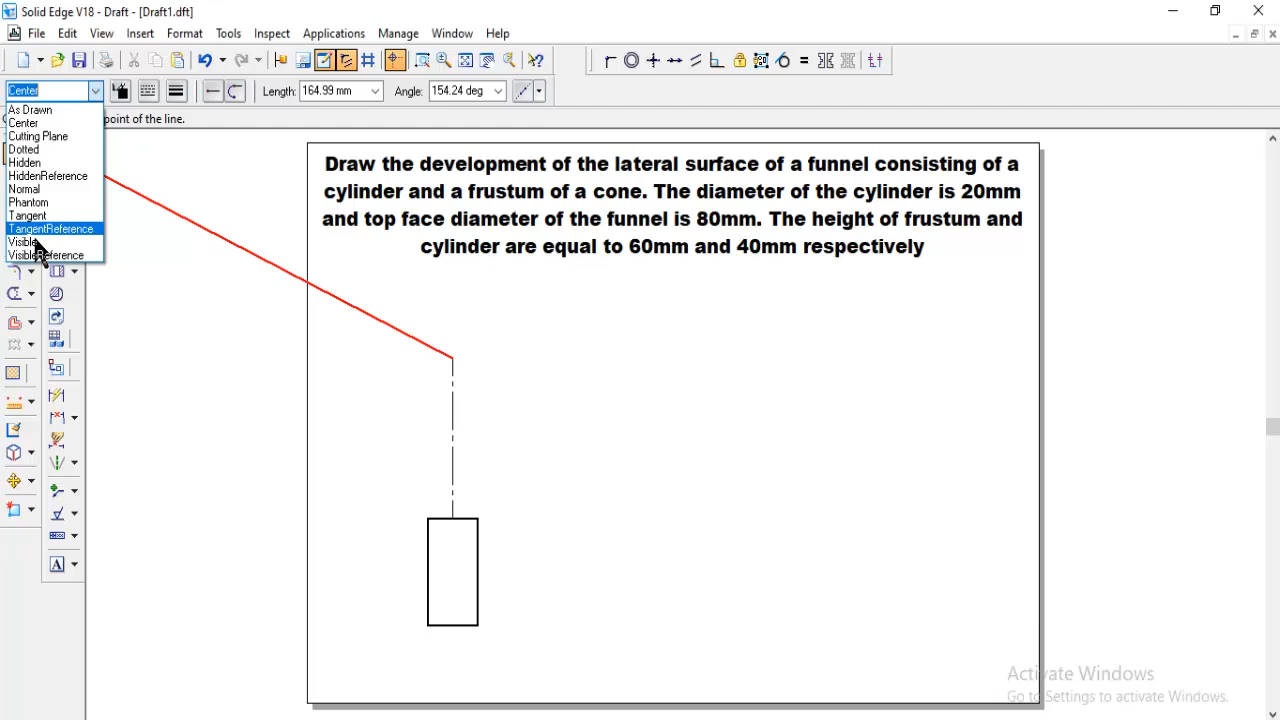 Solid Edge V18 - Draft - [Draft1.dft]
File Edit View Insert Format Tools Inspect Applications Manage Window Help
Center Length: 164.99 mm Angle: 154.24 deg
point of the line.
As Drawn
Center
Cutting Plane
Dotted
Hidden
HiddenReference
Normal
Phantom
Tangent
TangentReference
Visible
VisibleReference
Draw the development of the lateral surface of a funnel consisting of a
cylinder and a frustum of a cone. The diameter of the cylinder is 20mm
and top face diameter of the funnel is 80mm. The height of frustum and
cylinder are equal to 60mm and 40mm respectively
A
Activate Windows
Go to Settings to activate Windows.